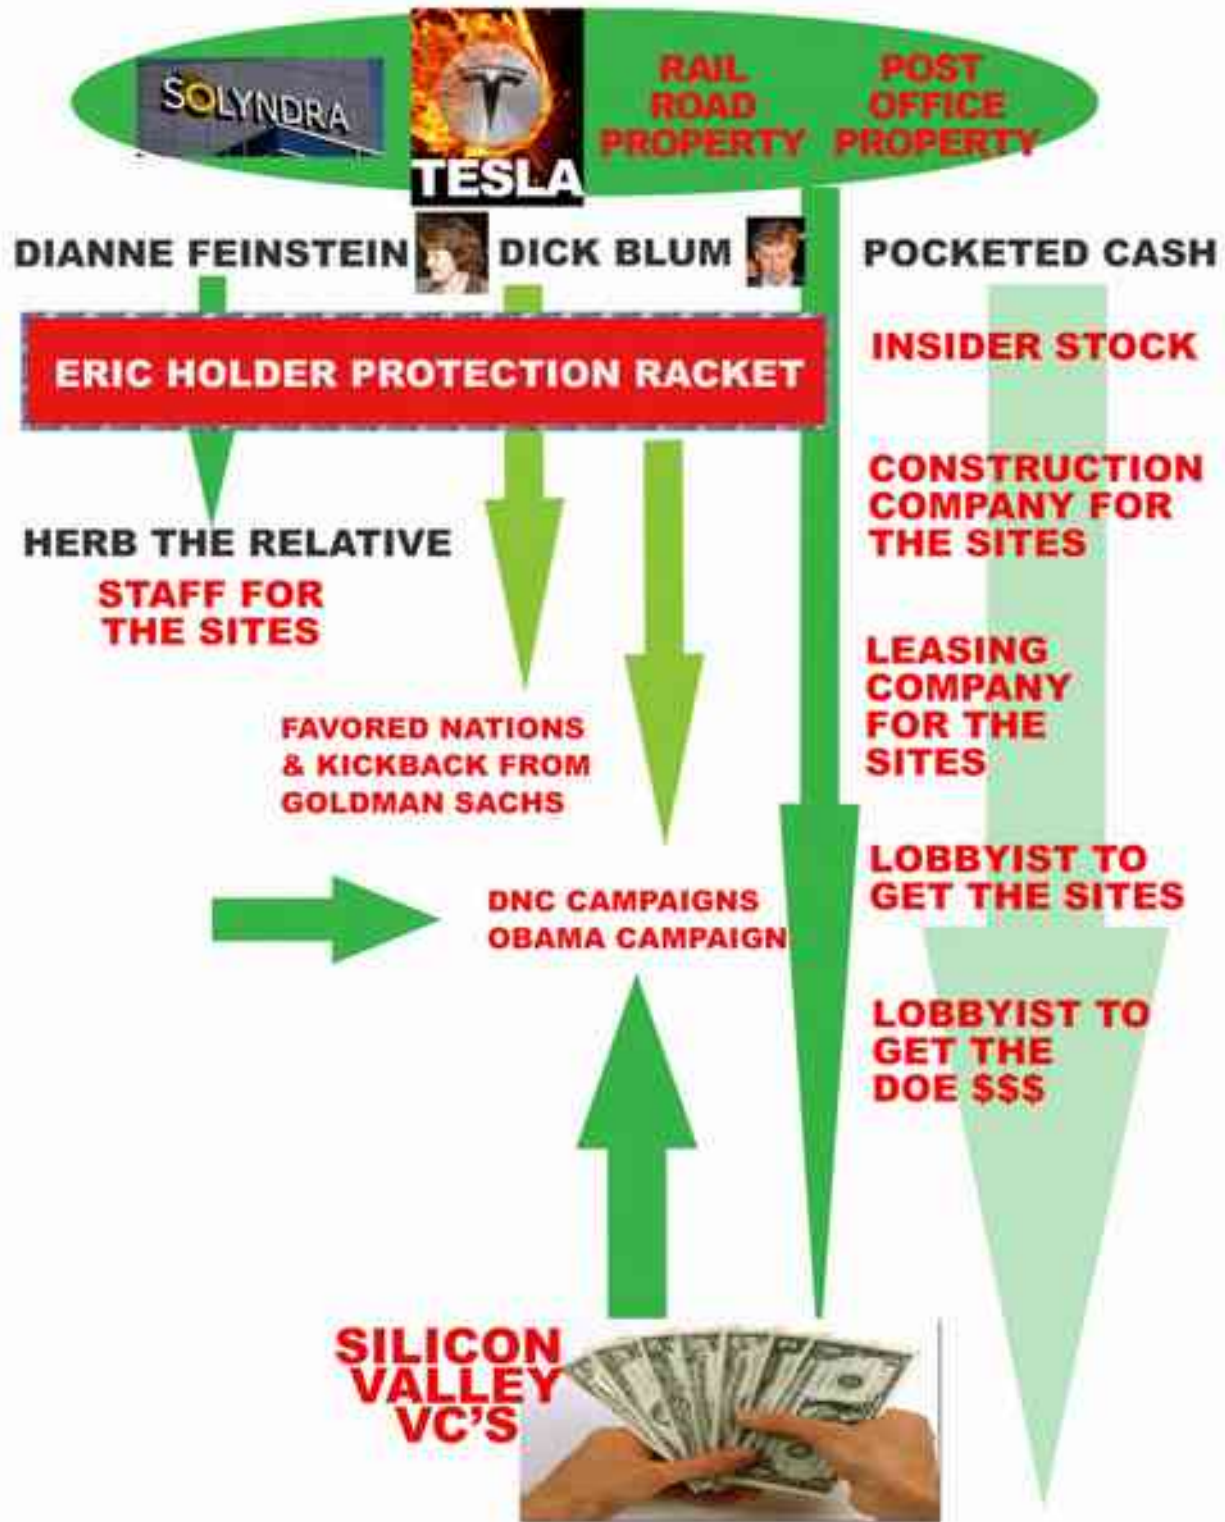 SOLYNDRA
TESLA
RAIL
ROAD
PROPERTY
POST
OFFICE
PROPERTY
DIANNE FEINSTEIN
DICK BLUM
POCKETED CASH
ERIC HOLDER PROTECTION RACKET
INSIDER STOCK
CONSTRUCTION
COMPANY FOR
THE SITES
HERB THE RELATIVE
STAFF FOR
THE SITES
LEASING
COMPANY
FOR THE
SITES
FAVORED NATIONS
& KICKBACK FROM
GOLDMAN SACHS
LOBBYIST TO
GET THE SITES
DNC CAMPAIGNS
OBAMA CAMPAIGN
LOBBYIST TO
GET THE
DOE $$$
SILICON
VALLEY
VC'S